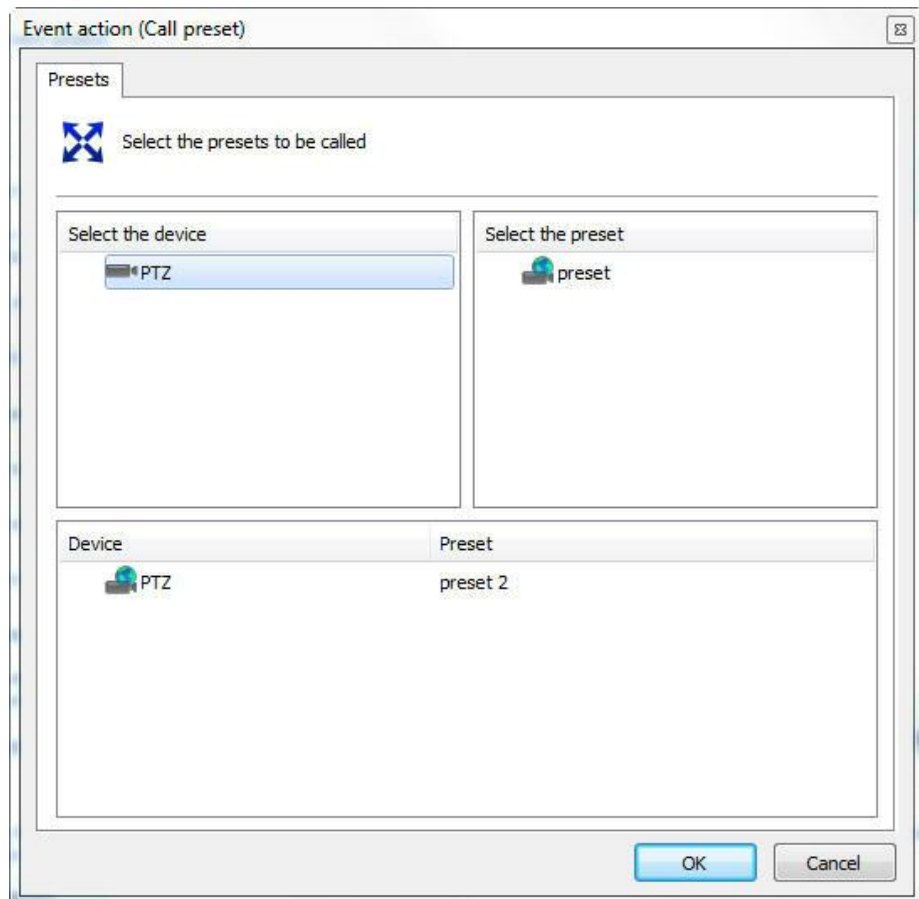 Event action (Call preset)
Presets
Select the presets to be called
Select the device
Select the preset
PTZ
preset
Device Preset
PTZ preset 2
OK Cancel